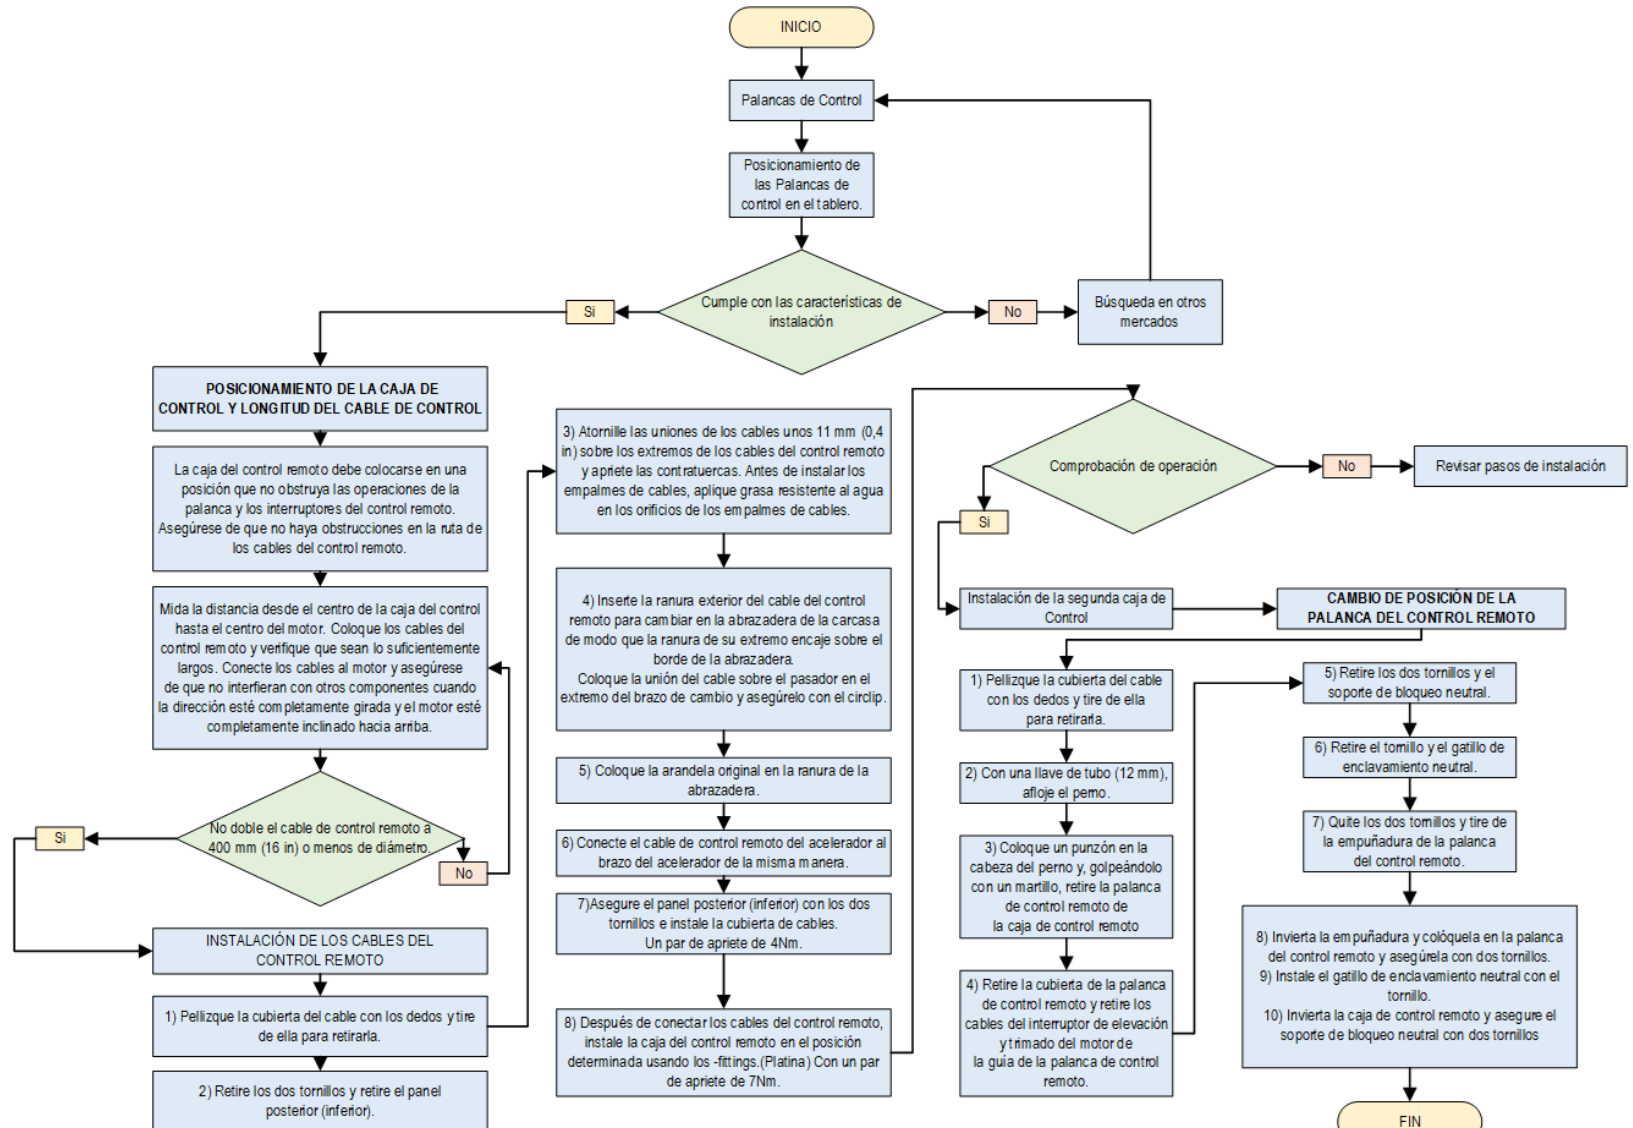 INICIO
Palancas de Control
Posicionamiento de
las Palancas de
control en el tablero.
Cumple con las características de
instalación
Si
No
Búsqueda en otros
mercados
POSICIONAMIENTO DE LA CAJA DE
CONTROL Y LONGITUD DEL CABLE DE CONTROL
La caja del control remoto debe colocarse en una
posición que no obstruya las operaciones de la
palanca y los interruptores del control remoto.
Asegúrese de que no haya obstrucciones en la ruta de
los cables del control remoto.
Mida la distancia desde el centro de la caja del control
hasta el centro del motor. Coloque los cables del
control remoto y verifique que sean lo suficientemente
largos. Conecte los cables al motor y asegúrese
de que no interfieran con otros componentes cuando
la dirección esté completamente girada y el motor esté
completamente inclinado hacia arriba.
No doble el cable de control remoto a
400 mm (16 in) o menos de diámetro.
Si
No
INSTALACIÓN DE LOS CABLES DEL
CONTROL REMOTO
1) Pellizque la cubierta del cable con los dedos y tire
de ella para retirarla.
2) Retire los dos tornillos y retire el panel
posterior (inferior).
3) Atornille las uniones de los cables unos 11 mm (0,4
in) sobre los extremos de los cables del control remoto
y apriete las contratuercas. Antes de instalar los
empalmes de cables, aplique grasa resistente al agua
en los orificios de los empalmes de cables.
4) Inserte la ranura exterior del cable del control
remoto para cambiar en la abrazadera de la carcasa
de modo que la ranura de su extremo encaje sobre el
borde de la abrazadera.
Coloque la unión del cable sobre el pasador en el
extremo del brazo de cambio y asegúrelo con el circlip.
5) Coloque la arandela original en la ranura de la
abrazadera.
6) Conecte el cable de control remoto del acelerador al
brazo del acelerador de la misma manera.
7)Asegure el panel posterior (inferior) con los dos
tornillos e instale la cubierta de cables.
Un par de apriete de 4Nm.
8) Después de conectar los cables del control remoto,
instale la caja del control remoto en el posición
determinada usando los -fittings.(Platina) Con un par
de apriete de 7Nm.
Comprobación de operación
No
Revisar pasos de instalación
Si
Instalación de la segunda caja de
Control
CAMBIO DE POSICIÓN DE LA
PALANCA DEL CONTROL REMOTO
1) Pellizque la cubierta del cable
con los dedos y tire de ella
para retirarla.
2) Con una llave de tubo (12 mm),
afloje el perno.
3) Coloque un punzón en la
cabeza del perno y, golpeándolo
con un martillo, retire la palanca
de control remoto de
la caja de control remoto
4) Retire la cubierta de la palanca
de control remoto y retire los
cables del interruptor de elevación
y trimado del motor de
la guía de la palanca de control
remoto.
5) Retire los dos tornillos y el
soporte de bloqueo neutral.
6) Retire el tornillo y el gatillo de
enclavamiento neutral.
7) Quite los dos tornillos y tire de
la empuñadura de la palanca
del control remoto.
8) Invierta la empuñadura y colóquela en la palanca
del control remoto y asegúrela con dos tornillos.
9) Instale el gatillo de enclavamiento neutral con el
tornillo.
10) Invierta la caja de control remoto y asegure el
soporte de bloqueo neutral con dos tornillos
FIN